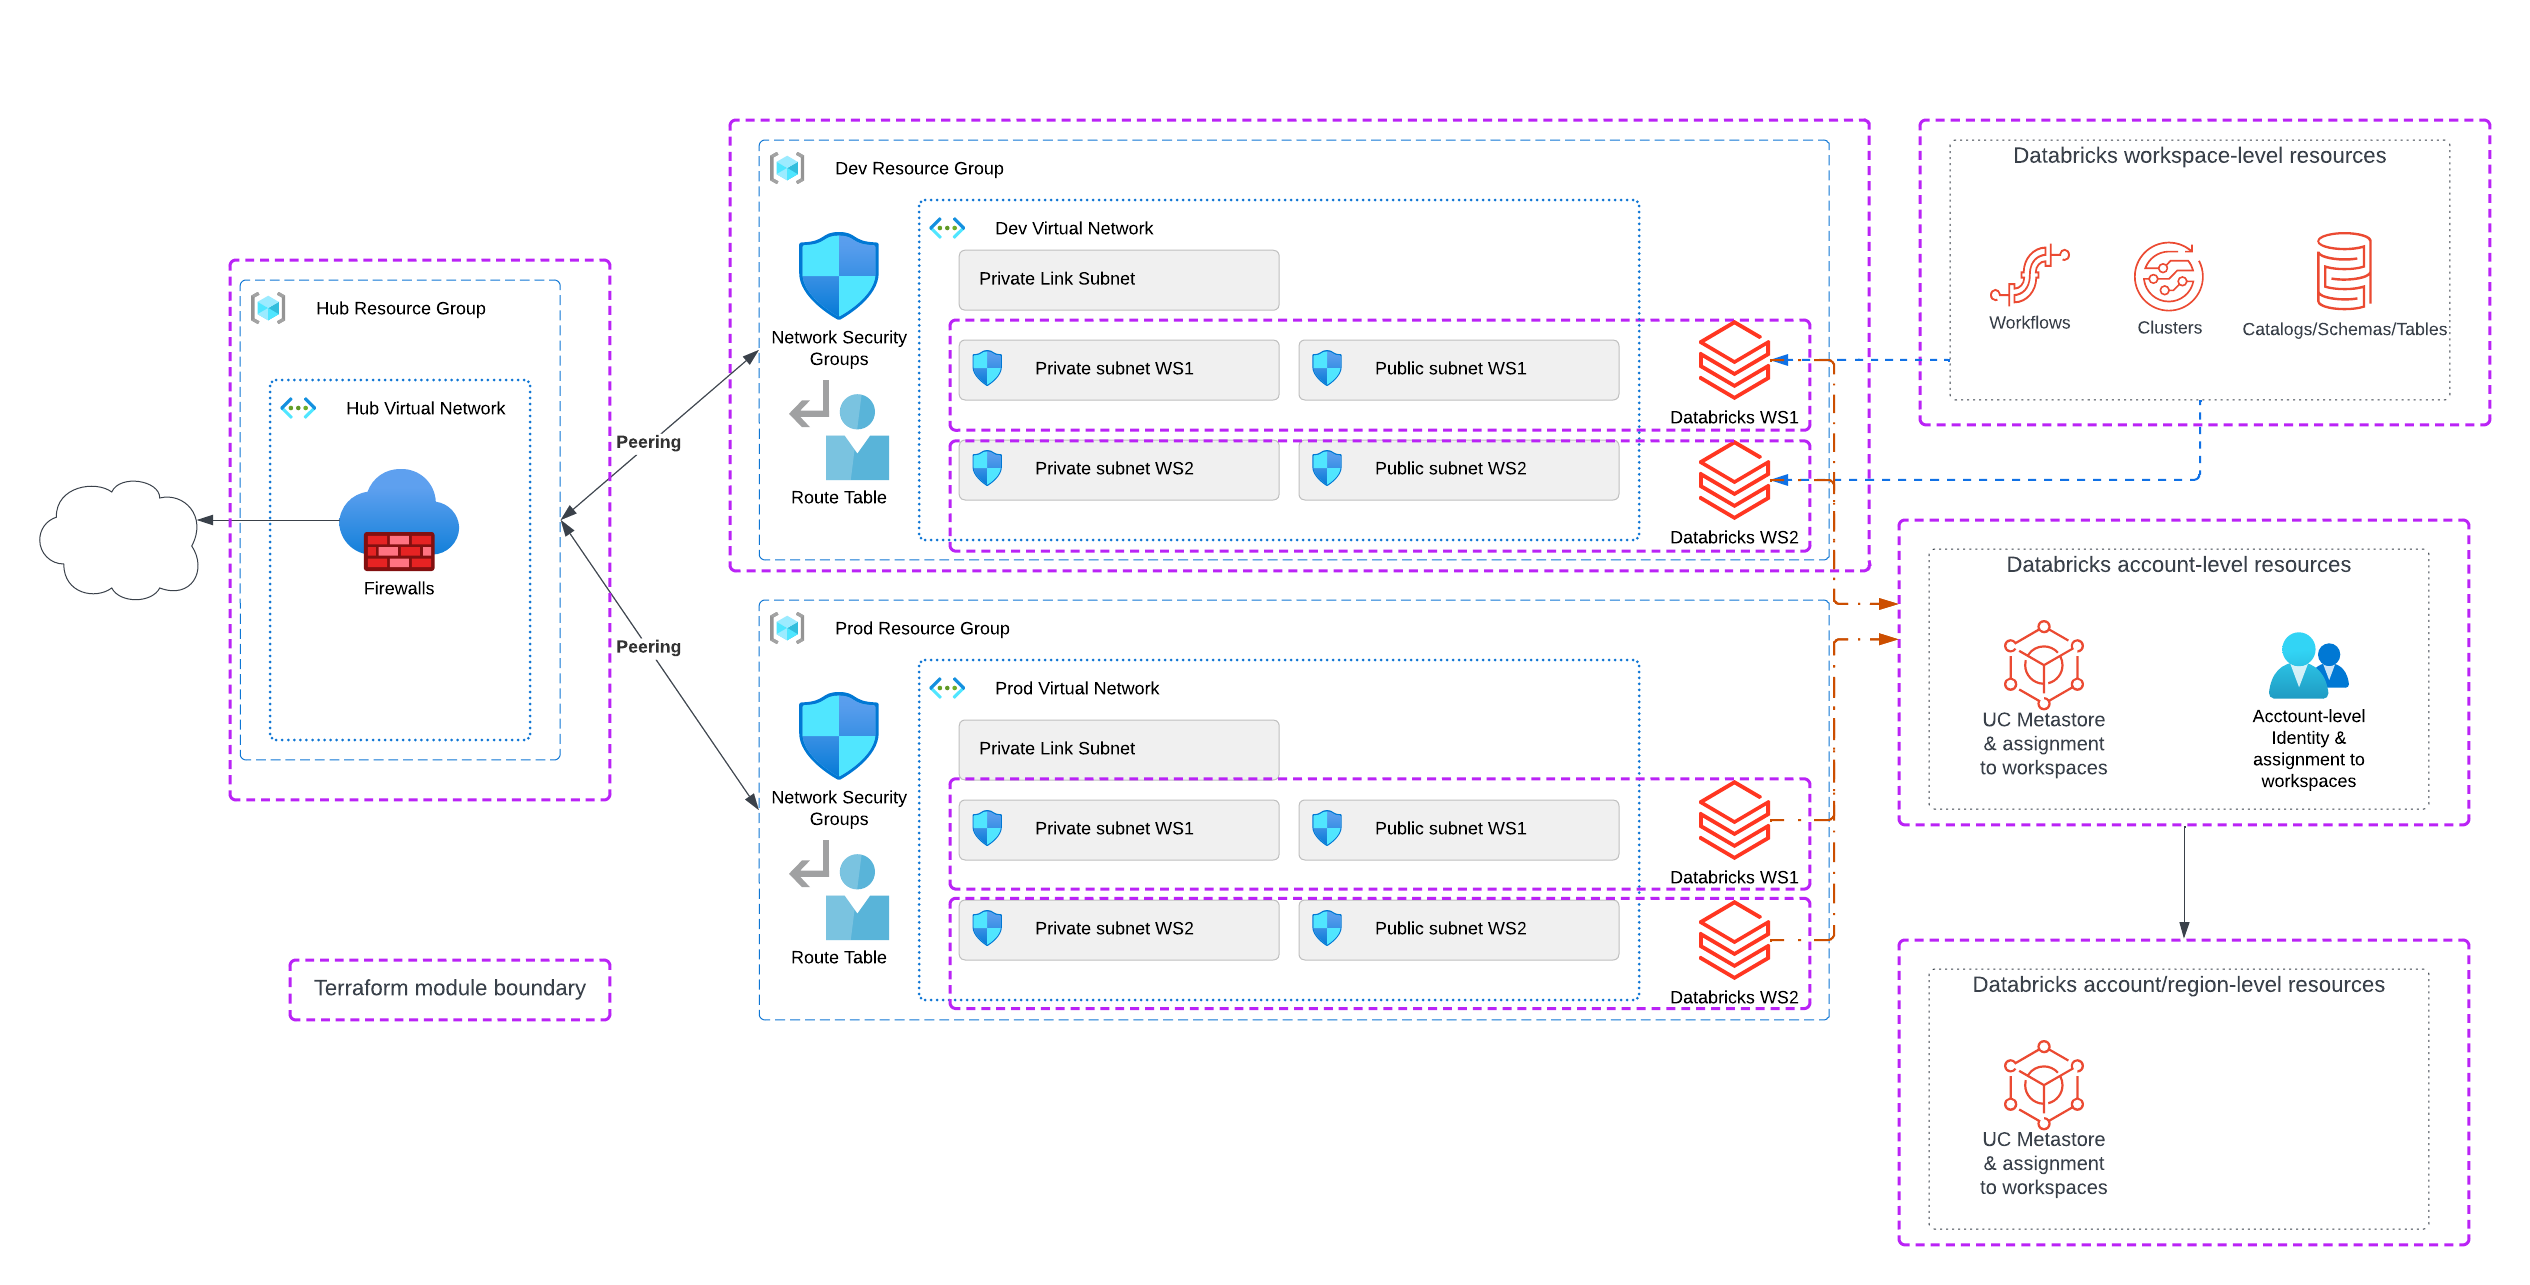 Hub Resource Group
Hub Virtual Network
Firewalls
Terraform module boundary
Peering
Peering
Dev Resource Group
Dev Virtual Network
Private Link Subnet
Network Security
Groups
Private subnet WS1
Public subnet WS1
Databricks WS1
Route Table
Private subnet WS2
Public subnet WS2
Databricks WS2
Prod Resource Group
Prod Virtual Network
Private Link Subnet
Network Security
Groups
Private subnet WS1
Public subnet WS1
Databricks WS1
Route Table
Private subnet WS2
Public subnet WS2
Databricks WS2
Databricks workspace-level resources
Workflows
Clusters
Catalogs/Schemas/Tables
Databricks account-level resources
UC Metastore
& assignment
to workspaces
Acctount-level
Identity &
assignment to
workspaces
Databricks account/region-level resources
UC Metastore
& assignment
to workspaces